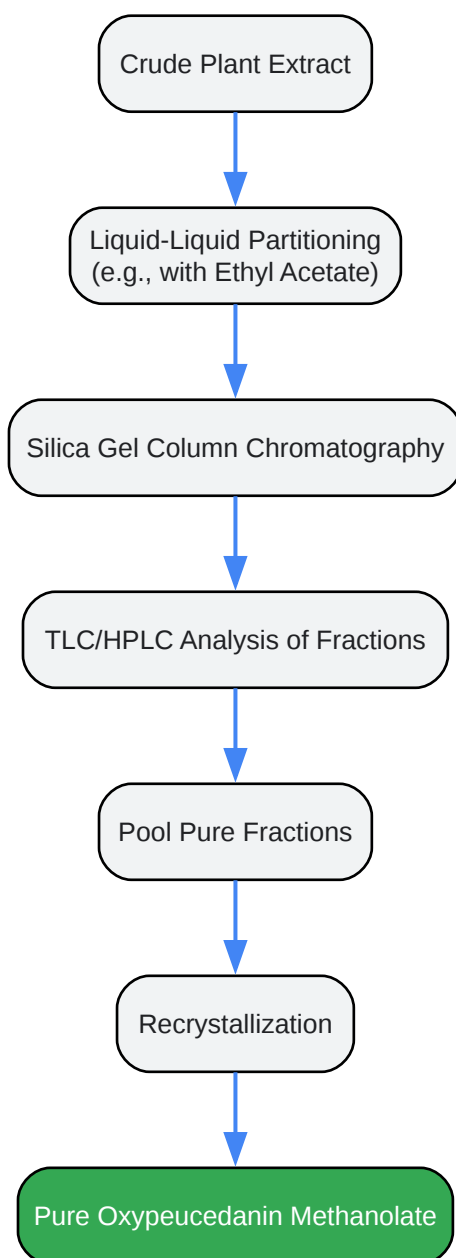 Crude Plant Extract
Liquid-Liquid Partitioning
(e.g., with Ethyl Acetate)
Silica Gel Column Chromatography
TLC/HPLC Analysis of Fractions
Pool Pure Fractions
Recrystallization
Pure Oxypeucedanin Methanolate